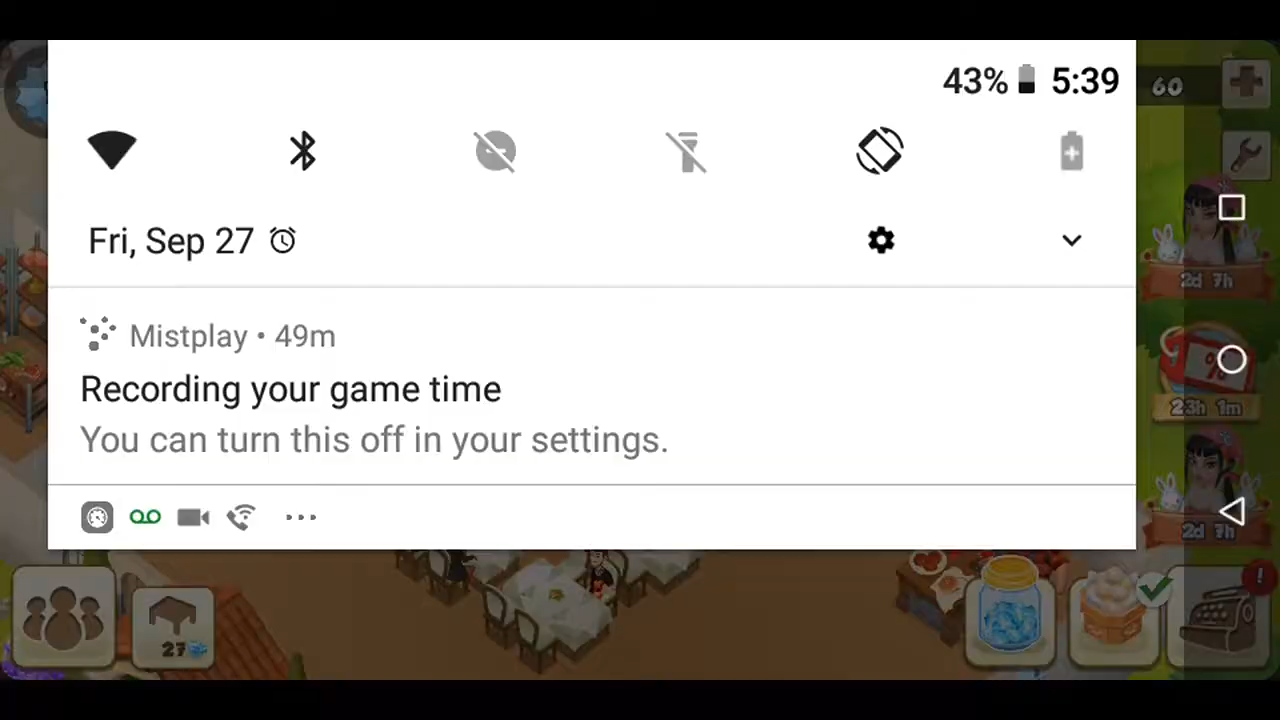 43% 5:39
60
Fri, Sep 27
2d 7h
Mistplay • 49m
Recording your game time
%
23h 1m
You can turn this off in your settings.
2d 7h
27
!